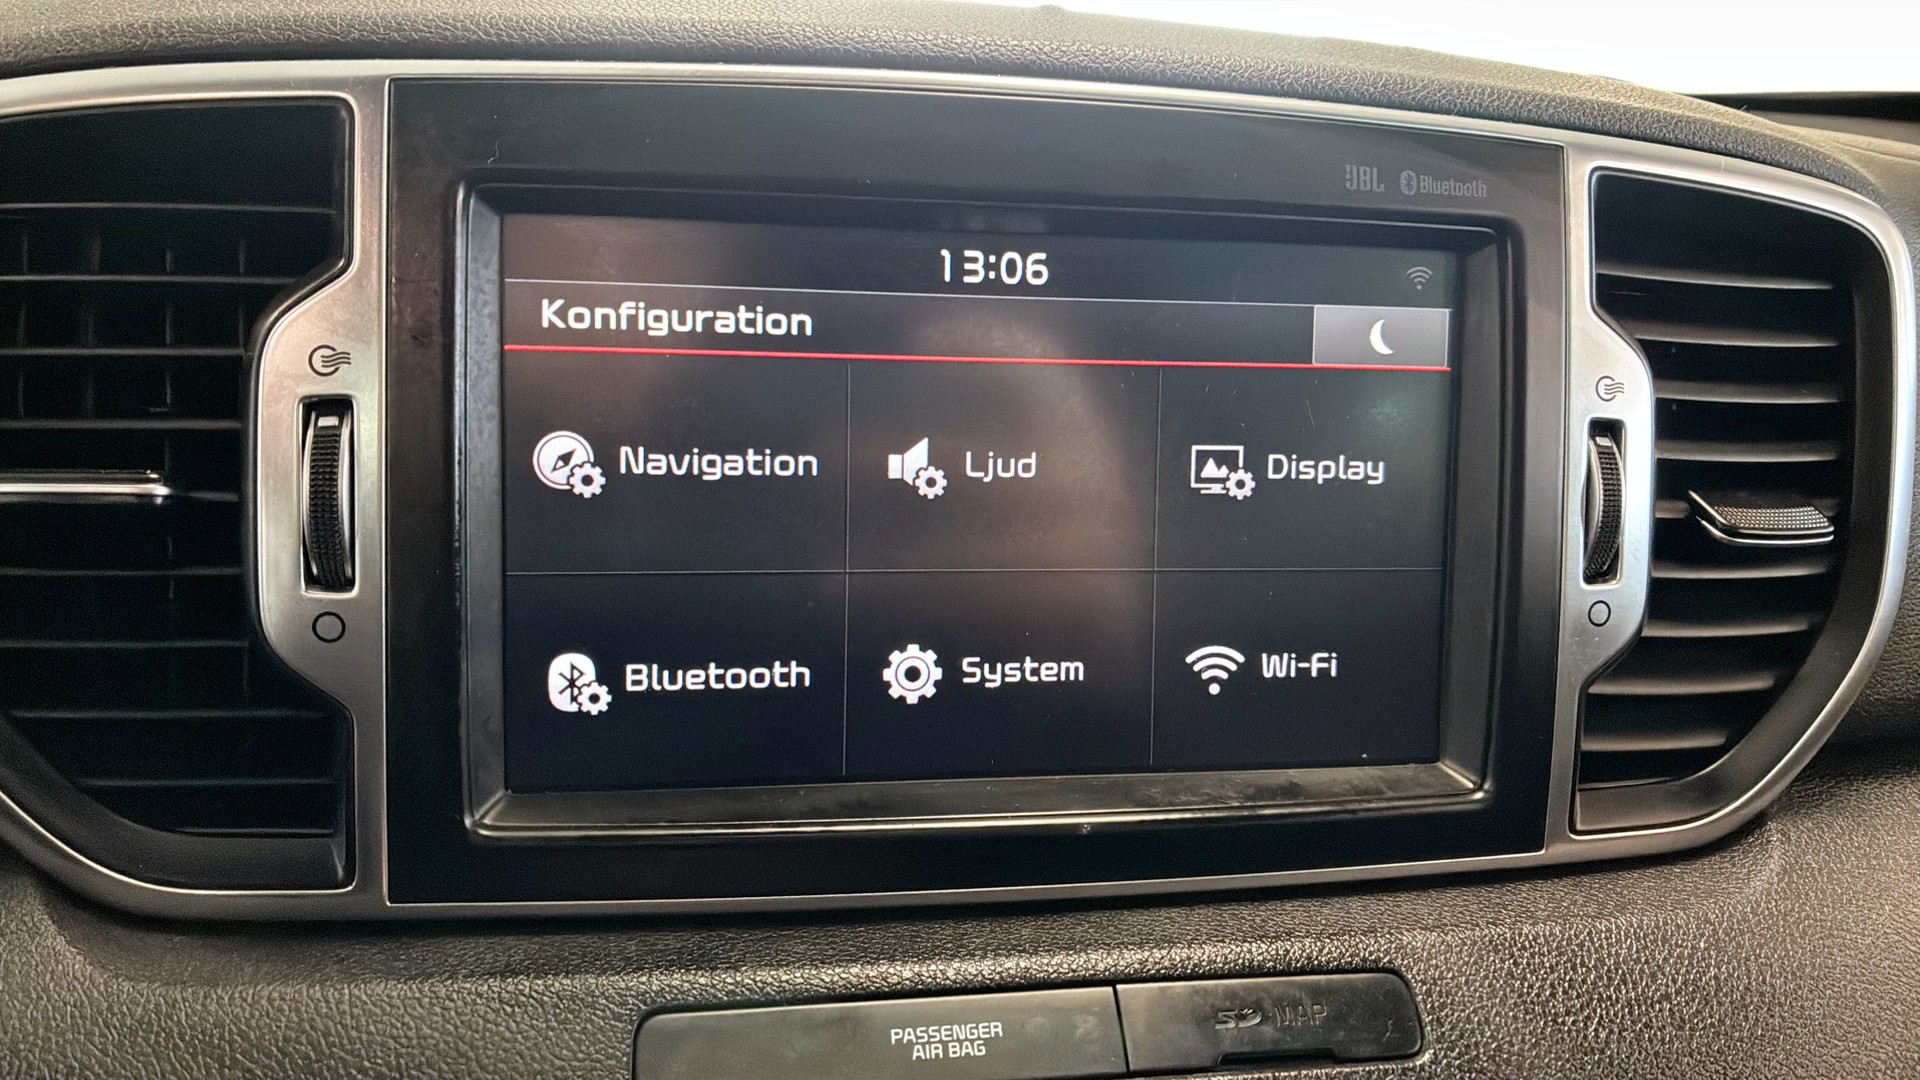 JBL Bluetooth
13:06
Konfiguration
Navigation
Ljud
Display
Bluetooth
System
Wi-Fi
PASSENGER
AIR BAG
SD-MAP